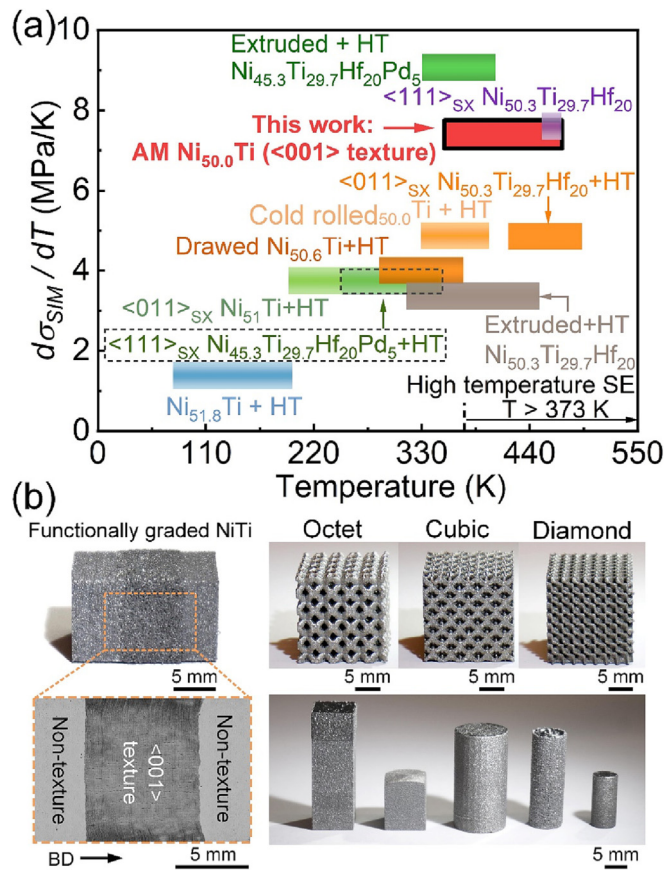 (a)
10
8
6
4
2
0
dσ_SIM / dT (MPa/K)
Extruded + HT
Ni45.3Ti29.7Hf20Pd5
<111>SX Ni50.3Ti29.7Hf20
This work:
AM Ni50.0Ti (<001> texture)
<011>SX Ni50.3Ti29.7Hf20+HT
Cold rolled50.0Ti + HT
Drawed Ni50.6Ti+HT
<011>SX Ni51Ti+HT
<111>SX Ni45.3Ti29.7Hf20Pd5+HT
Extruded+HT
Ni50.3Ti29.7Hf20
Ni51.8Ti + HT
High temperature SE
T > 373 K
0 110 220 330 440 550
Temperature (K)
(b)
Functionally graded NiTi
Octet
Cubic
Diamond
5 mm
5 mm
5 mm
5 mm
Non-texture
<001>
texture
Non-texture
BD
5 mm
5 mm